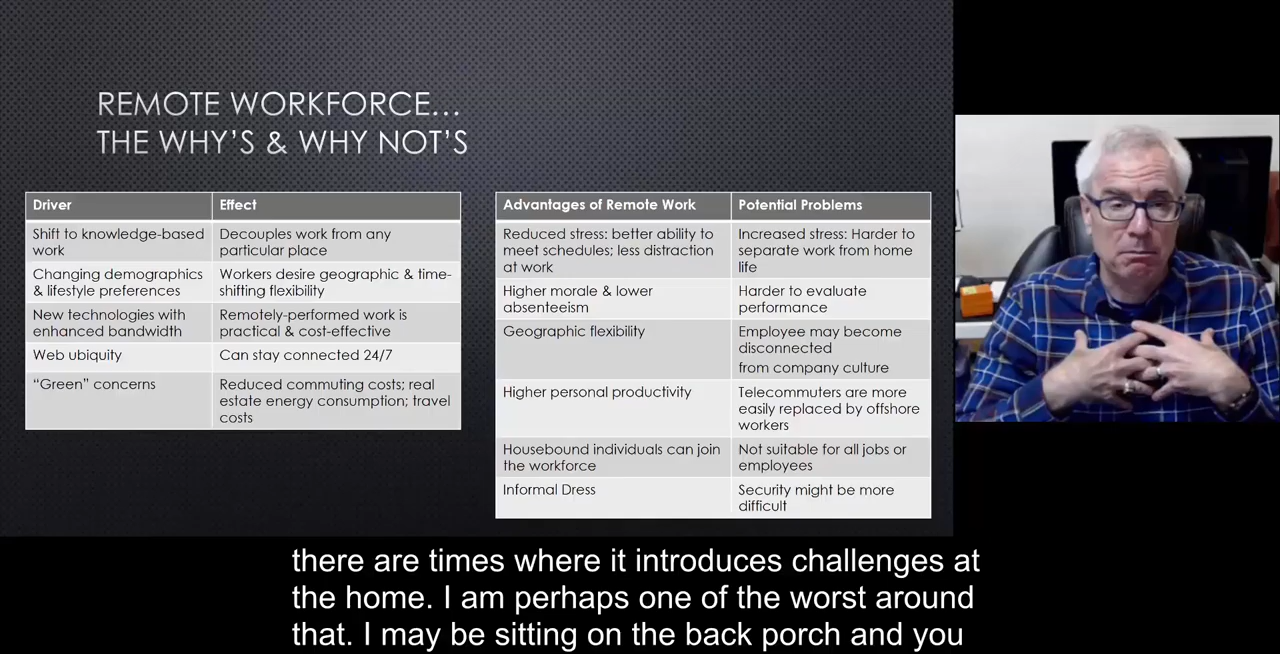 REMOTE WORKFORCE…
THE WHY'S & WHY NOT'S
Driver
Effect
Shift to knowledge-based
work
Decouples work from any
particular place
Changing demographics
& lifestyle preferences
Workers desire geographic & time-
shifting flexibility
New technologies with
enhanced bandwidth
Remotely-performed work is
practical & cost-effective
Web ubiquity
Can stay connected 24/7
“Green” concerns
Reduced commuting costs; real
estate energy consumption; travel
costs
Advantages of Remote Work
Potential Problems
Reduced stress: better ability to
meet schedules; less distraction
at work
Increased stress: Harder to
separate work from home
life
Higher morale & lower
absenteeism
Harder to evaluate
performance
Geographic flexibility
Employee may become
disconnected
from company culture
Higher personal productivity
Telecommuters are more
easily replaced by offshore
workers
Housebound individuals can join
the workforce
Not suitable for all jobs or
employees
Informal Dress
Security might be more
difficult
there are times where it introduces challenges at
the home. I am perhaps one of the worst around
that. I may be sitting on the back porch and you